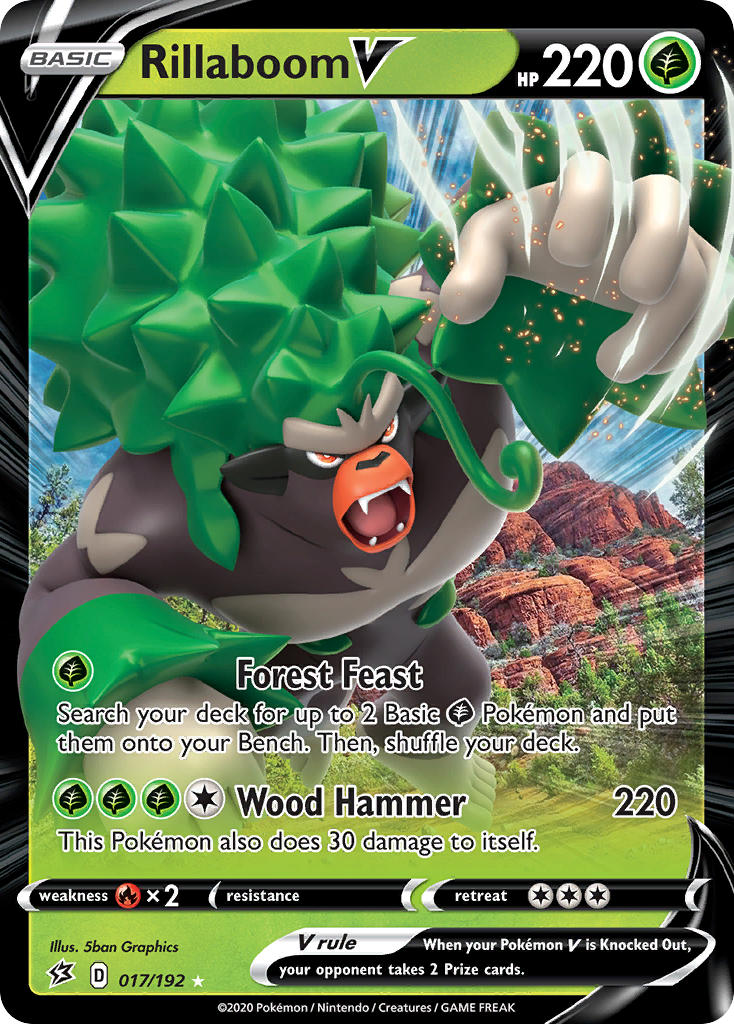 BASIC
Rillaboom V
HP 220
Forest Feast
Search your deck for up to 2 Basic Pokémon and put
them onto your Bench. Then, shuffle your deck.
Wood Hammer 220
This Pokémon also does 30 damage to itself.
weakness ×2 resistance retreat
Illus. 5ban Graphics
V rule
When your Pokémon V is Knocked Out,
your opponent takes 2 Prize cards.
D 017/192
©2020 Pokémon / Nintendo / Creatures / GAME FREAK